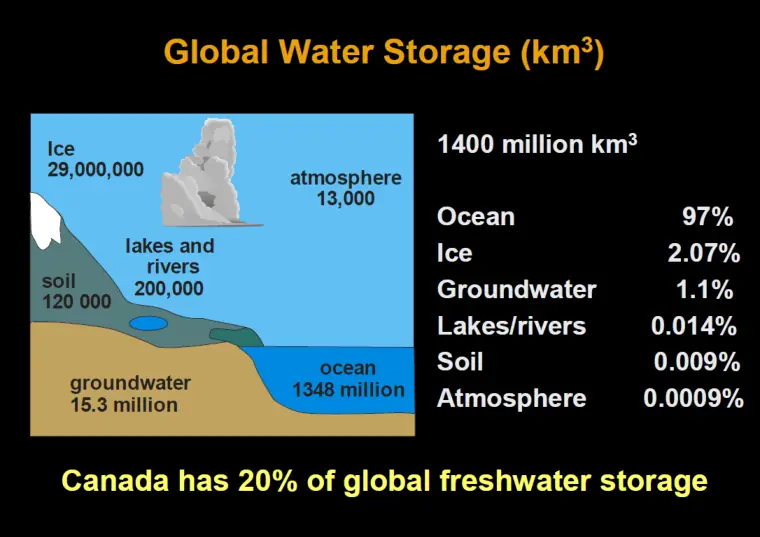 Global Water Storage (km³)
Ice
29,000,000
atmosphere
13,000
lakes and
rivers
200,000
soil
120 000
groundwater
15.3 million
ocean
1348 million
1400 million km³
Ocean 97%
Ice 2.07%
Groundwater 1.1%
Lakes/rivers 0.014%
Soil 0.009%
Atmosphere 0.0009%
Canada has 20% of global freshwater storage